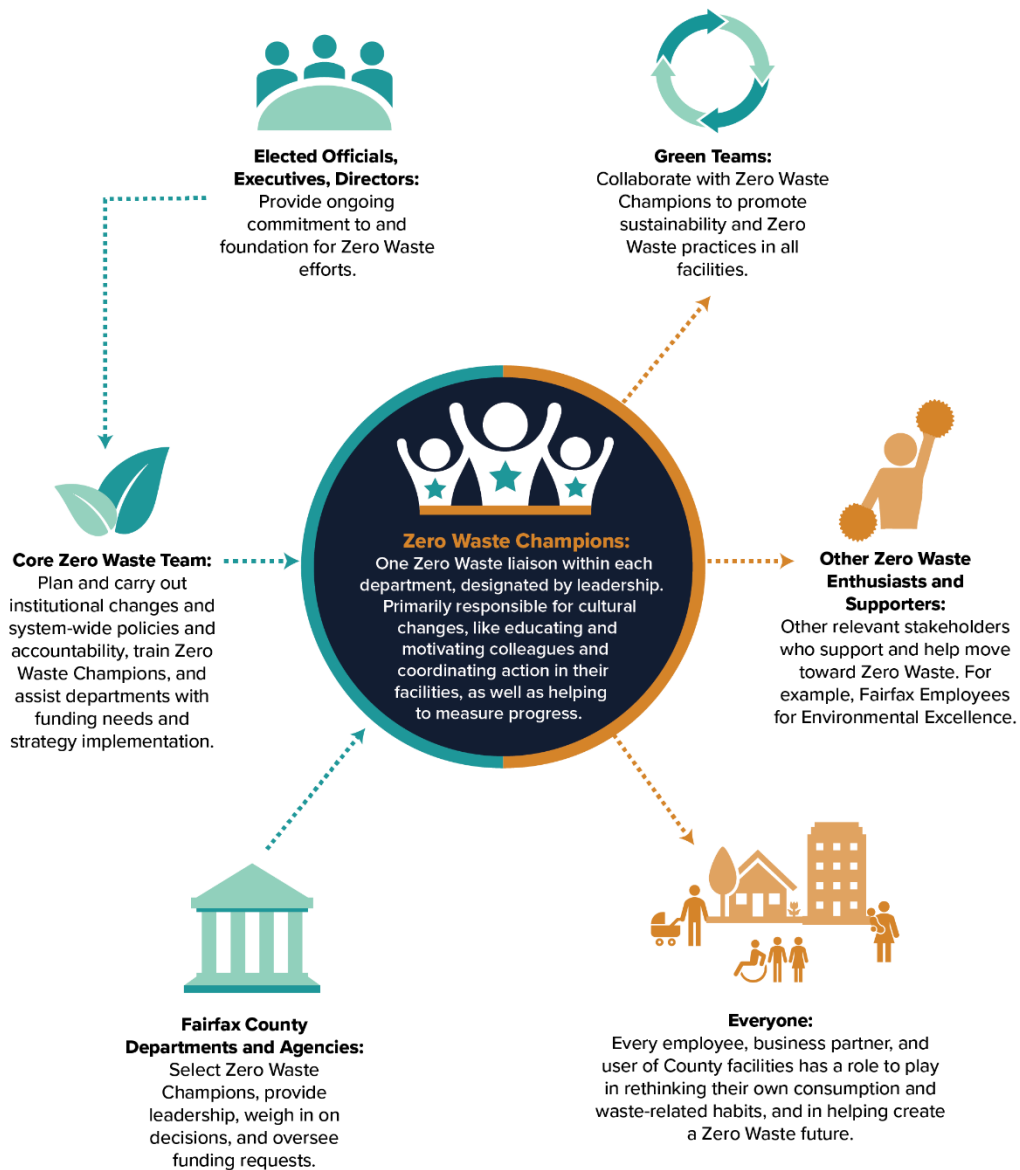 Elected Officials,
Executives, Directors:
Provide ongoing
commitment to and
foundation for Zero Waste
efforts.
Green Teams:
Collaborate with Zero Waste
Champions to promote
sustainability and Zero
Waste practices in all
facilities.
Core Zero Waste Team:
Plan and carry out
institutional changes and
system-wide policies and
accountability, train Zero
Waste Champions, and
assist departments with
funding needs and
strategy implementation.
Zero Waste Champions:
One Zero Waste liaison within each
department, designated by leadership.
Primarily responsible for cultural
changes, like educating and
motivating colleagues and
coordinating action in their
facilities, as well as helping
to measure progress.
Other Zero Waste
Enthusiasts and
Supporters:
Other relevant stakeholders
who support and help move
toward Zero Waste. For
example, Fairfax Employees
for Environmental Excellence.
Fairfax County
Departments and Agencies:
Select Zero Waste
Champions, provide
leadership, weigh in on
decisions, and oversee
funding requests.
Everyone:
Every employee, business partner, and
user of County facilities has a role to play
in rethinking their own consumption and
waste-related habits, and in helping create
a Zero Waste future.